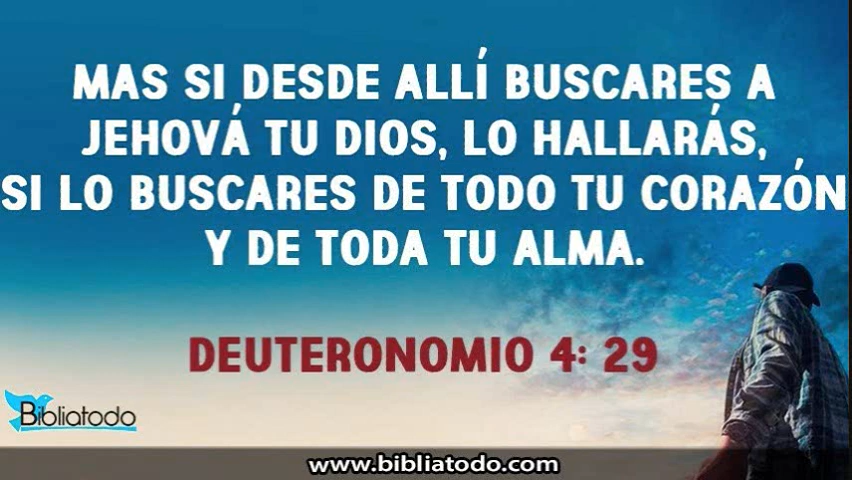 MAS SI DESDE ALLÍ BUSCARES A
JEHOVÁ TU DIOS, LO HALLARÁS,
SI LO BUSCARES DE TODO TU CORAZÓN
Y DE TODA TU ALMA.
DEUTERONOMIO 4: 29
Bibliatodo
www.bibliatodo.com